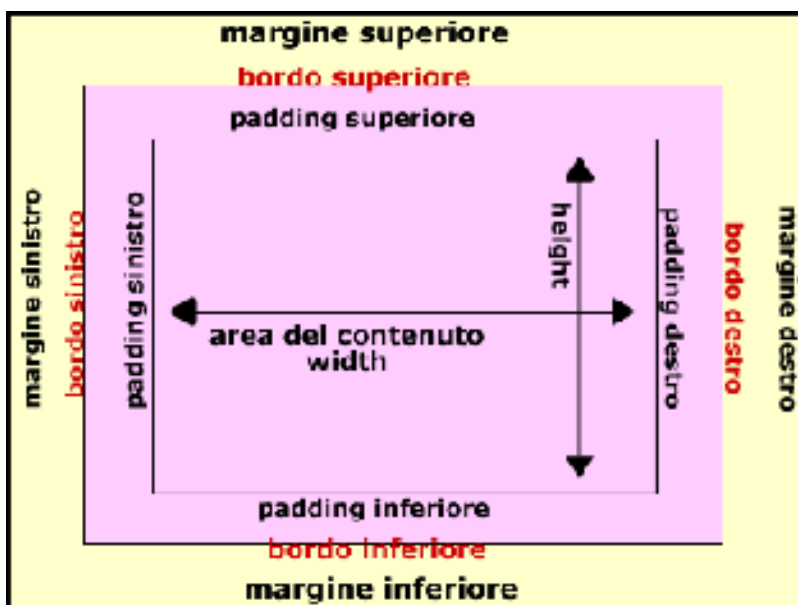 margine superiore
bordo superiore
padding superiore
margine sinistro
bordo sinistro
padding sinistro
height
area del contenuto
width
padding destro
bordo destro
margine destro
padding inferiore
bordo inferiore
margine inferiore